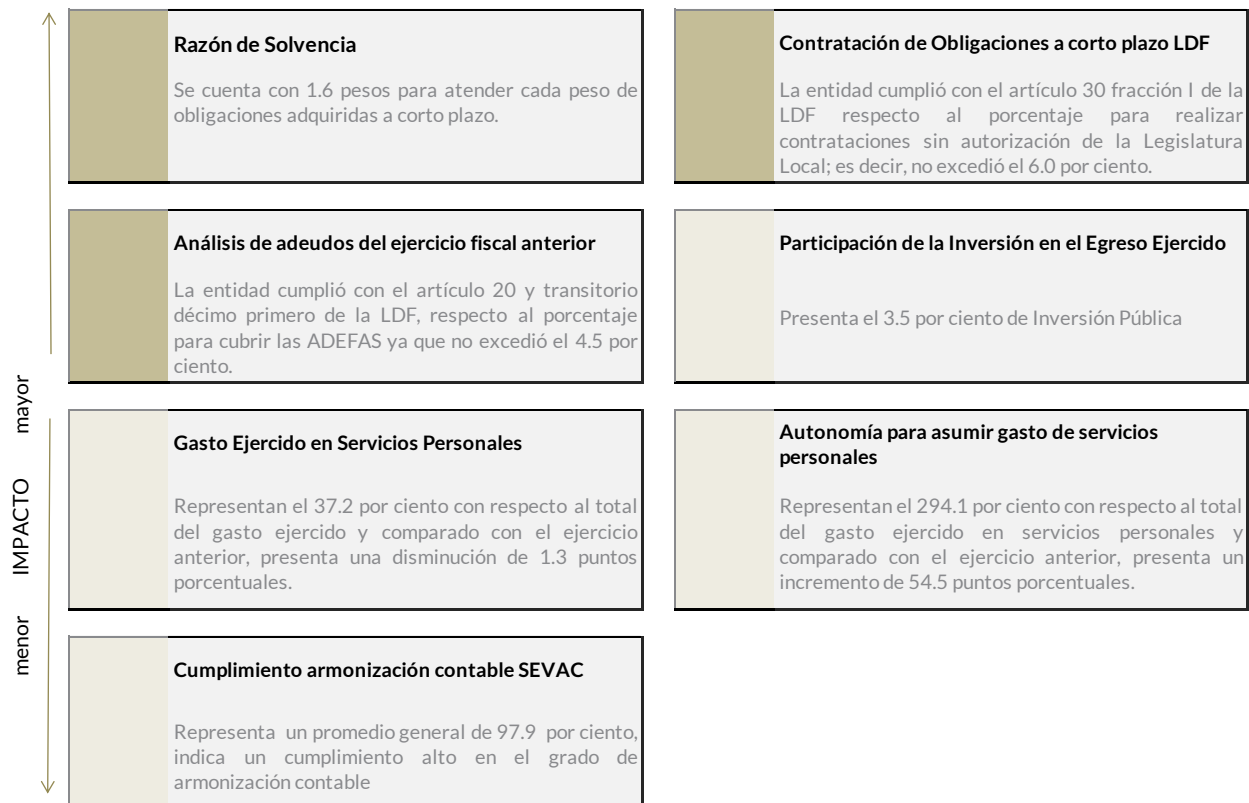 Razón de Solvencia
Se cuenta con 1.6 pesos para atender cada peso de
obligaciones adquiridas a corto plazo.
Contratación de Obligaciones a corto plazo LDF
La entidad cumplió con el artículo 30 fracción I de la
LDF respecto al porcentaje para realizar
contrataciones sin autorización de la Legislatura
Local; es decir, no excedió el 6.0 por ciento.
Análisis de adeudos del ejercicio fiscal anterior
La entidad cumplió con el artículo 20 y transitorio
décimo primero de la LDF, respecto al porcentaje
para cubrir las ADEFAS ya que no excedió el 4.5 por
ciento.
Participación de la Inversión en el Egreso Ejercido
Presenta el 3.5 por ciento de Inversión Pública
Gasto Ejercido en Servicios Personales
Representan el 37.2 por ciento con respecto al total
del gasto ejercido y comparado con el ejercicio
anterior, presenta una disminución de 1.3 puntos
porcentuales.
Autonomía para asumir gasto de servicios
personales
Representan el 294.1 por ciento con respecto al total
del gasto ejercido en servicios personales y
comparado con el ejercicio anterior, presenta un
incremento de 54.5 puntos porcentuales.
Cumplimiento armonización contable SEVAC
Representa un promedio general de 97.9 por ciento,
indica un cumplimiento alto en el grado de
armonización contable
menor IMPACTO mayor